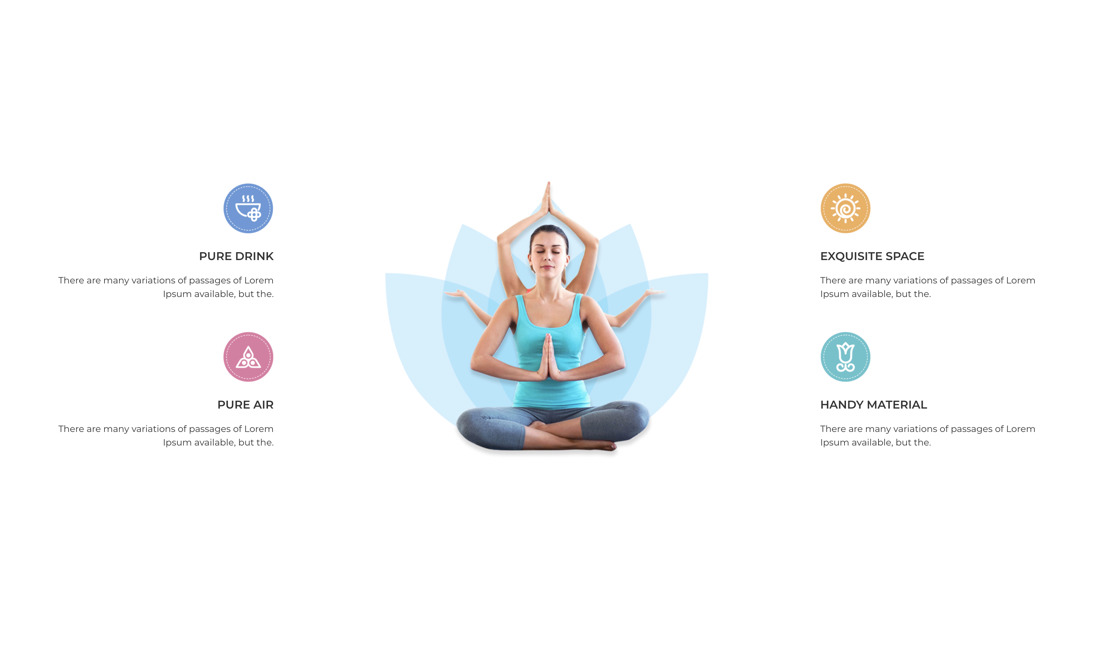 PURE DRINK
There are many variations of passages of Lorem
Ipsum available, but the.
PURE AIR
There are many variations of passages of Lorem
Ipsum available, but the.
EXQUISITE SPACE
There are many variations of passages of Lorem
Ipsum available, but the.
HANDY MATERIAL
There are many variations of passages of Lorem
Ipsum available, but the.